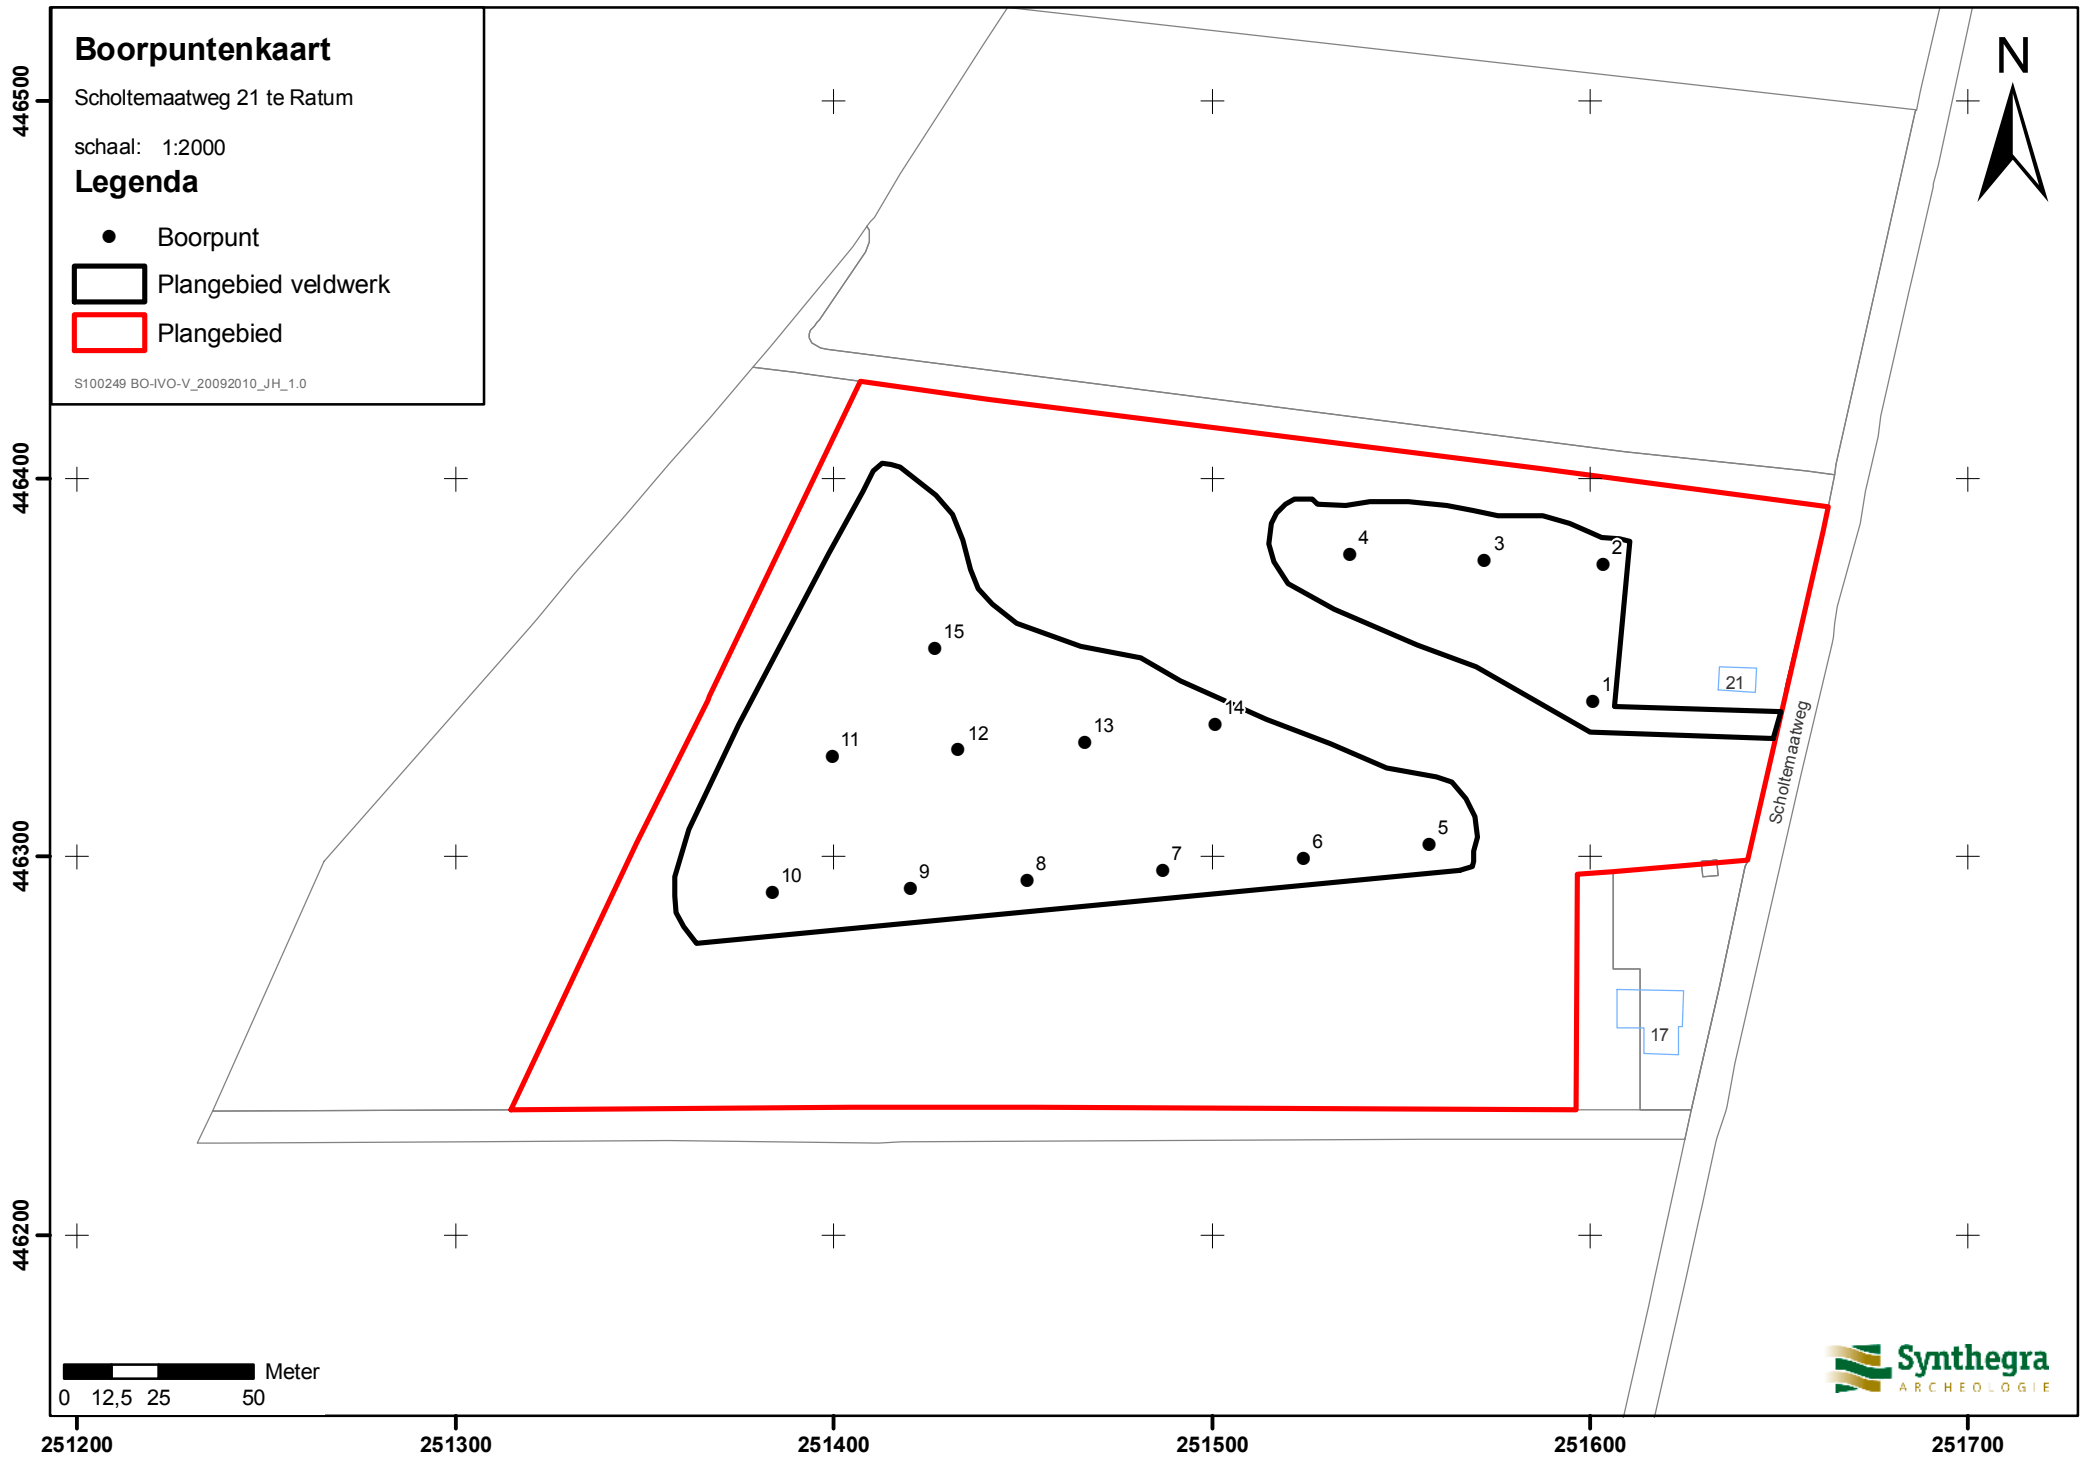 Boorpuntenkaart
Scholtemaatweg 21 te Ratum
schaal: 1:2000
Legenda
Boorpunt
Plangebied veldwerk
Plangebied
S100249 BO-IVO-V_20092010_JH_1.0
N
446500
446400
446300
446200
4
3
2
1
15
14
13
12
11
21
Scholtemaatweg
5
6
7
8
9
10
17
Meter
0 12,5 25 50
Synthegra
ARCHEOLOGIE
251200 251300 251400 251500 251600 251700